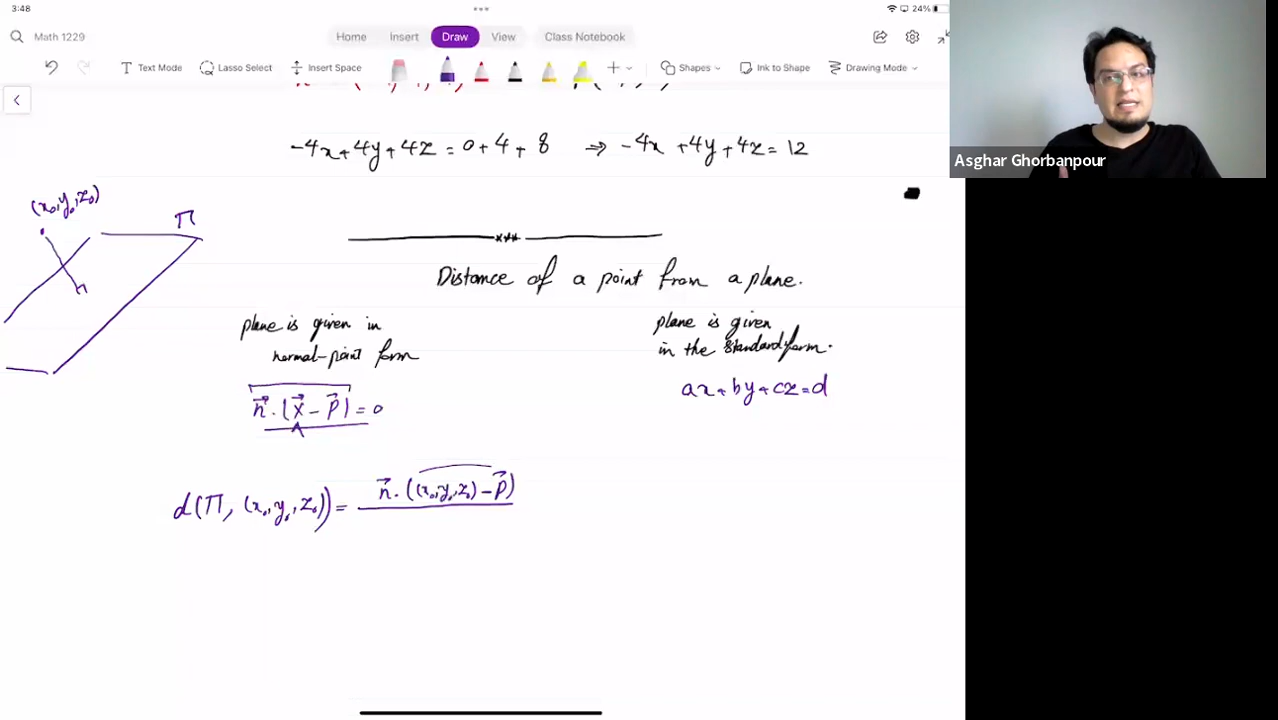 3:48
24%
Math 1229
Home Insert Draw View Class Notebook
Text Mode Lasso Select Insert Space Shapes Ink to Shape Drawing Mode
Asghar Ghorbanpour
-4x+4y+4z=0+4+8 ⇒ -4x+4y+4z=12
(x₀,y₀,z₀)
Π
Distance of a point from a plane.
plane is given in
normal-point form
n⃗·(x⃗-p⃗)=0
plane is given
in the standard form.
ax+by+cz=d
d(Π, (x₀,y₀,z₀)) = n⃗·((x₀,y₀,z₀)-p⃗)